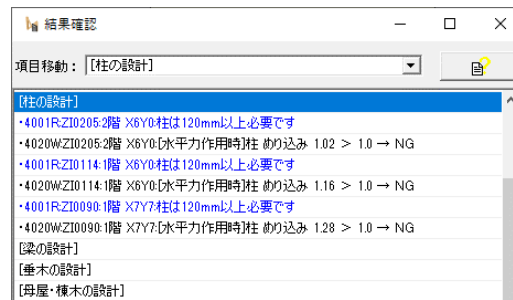 結果確認
項目移動： [柱の設計]
[柱の設計]
・4001R:ZI0205:2階 X6Y0:柱は120mm以上必要です
・4020W:ZI0205:2階 X6Y0:[水平力作用時]柱 めり込み 1.02 ＞ 1.0 → NG
・4001R:ZI0114:1階 X6Y0:柱は120mm以上必要です
・4020W:ZI0114:1階 X6Y0:[水平力作用時]柱 めり込み 1.16 ＞ 1.0 → NG
・4001R:ZI0090:1階 X7Y7:柱は120mm以上必要です
・4020W:ZI0090:1階 X7Y7:[水平力作用時]柱 めり込み 1.28 ＞ 1.0 → NG
[梁の設計]
[垂木の設計]
[母屋・棟木の設計]